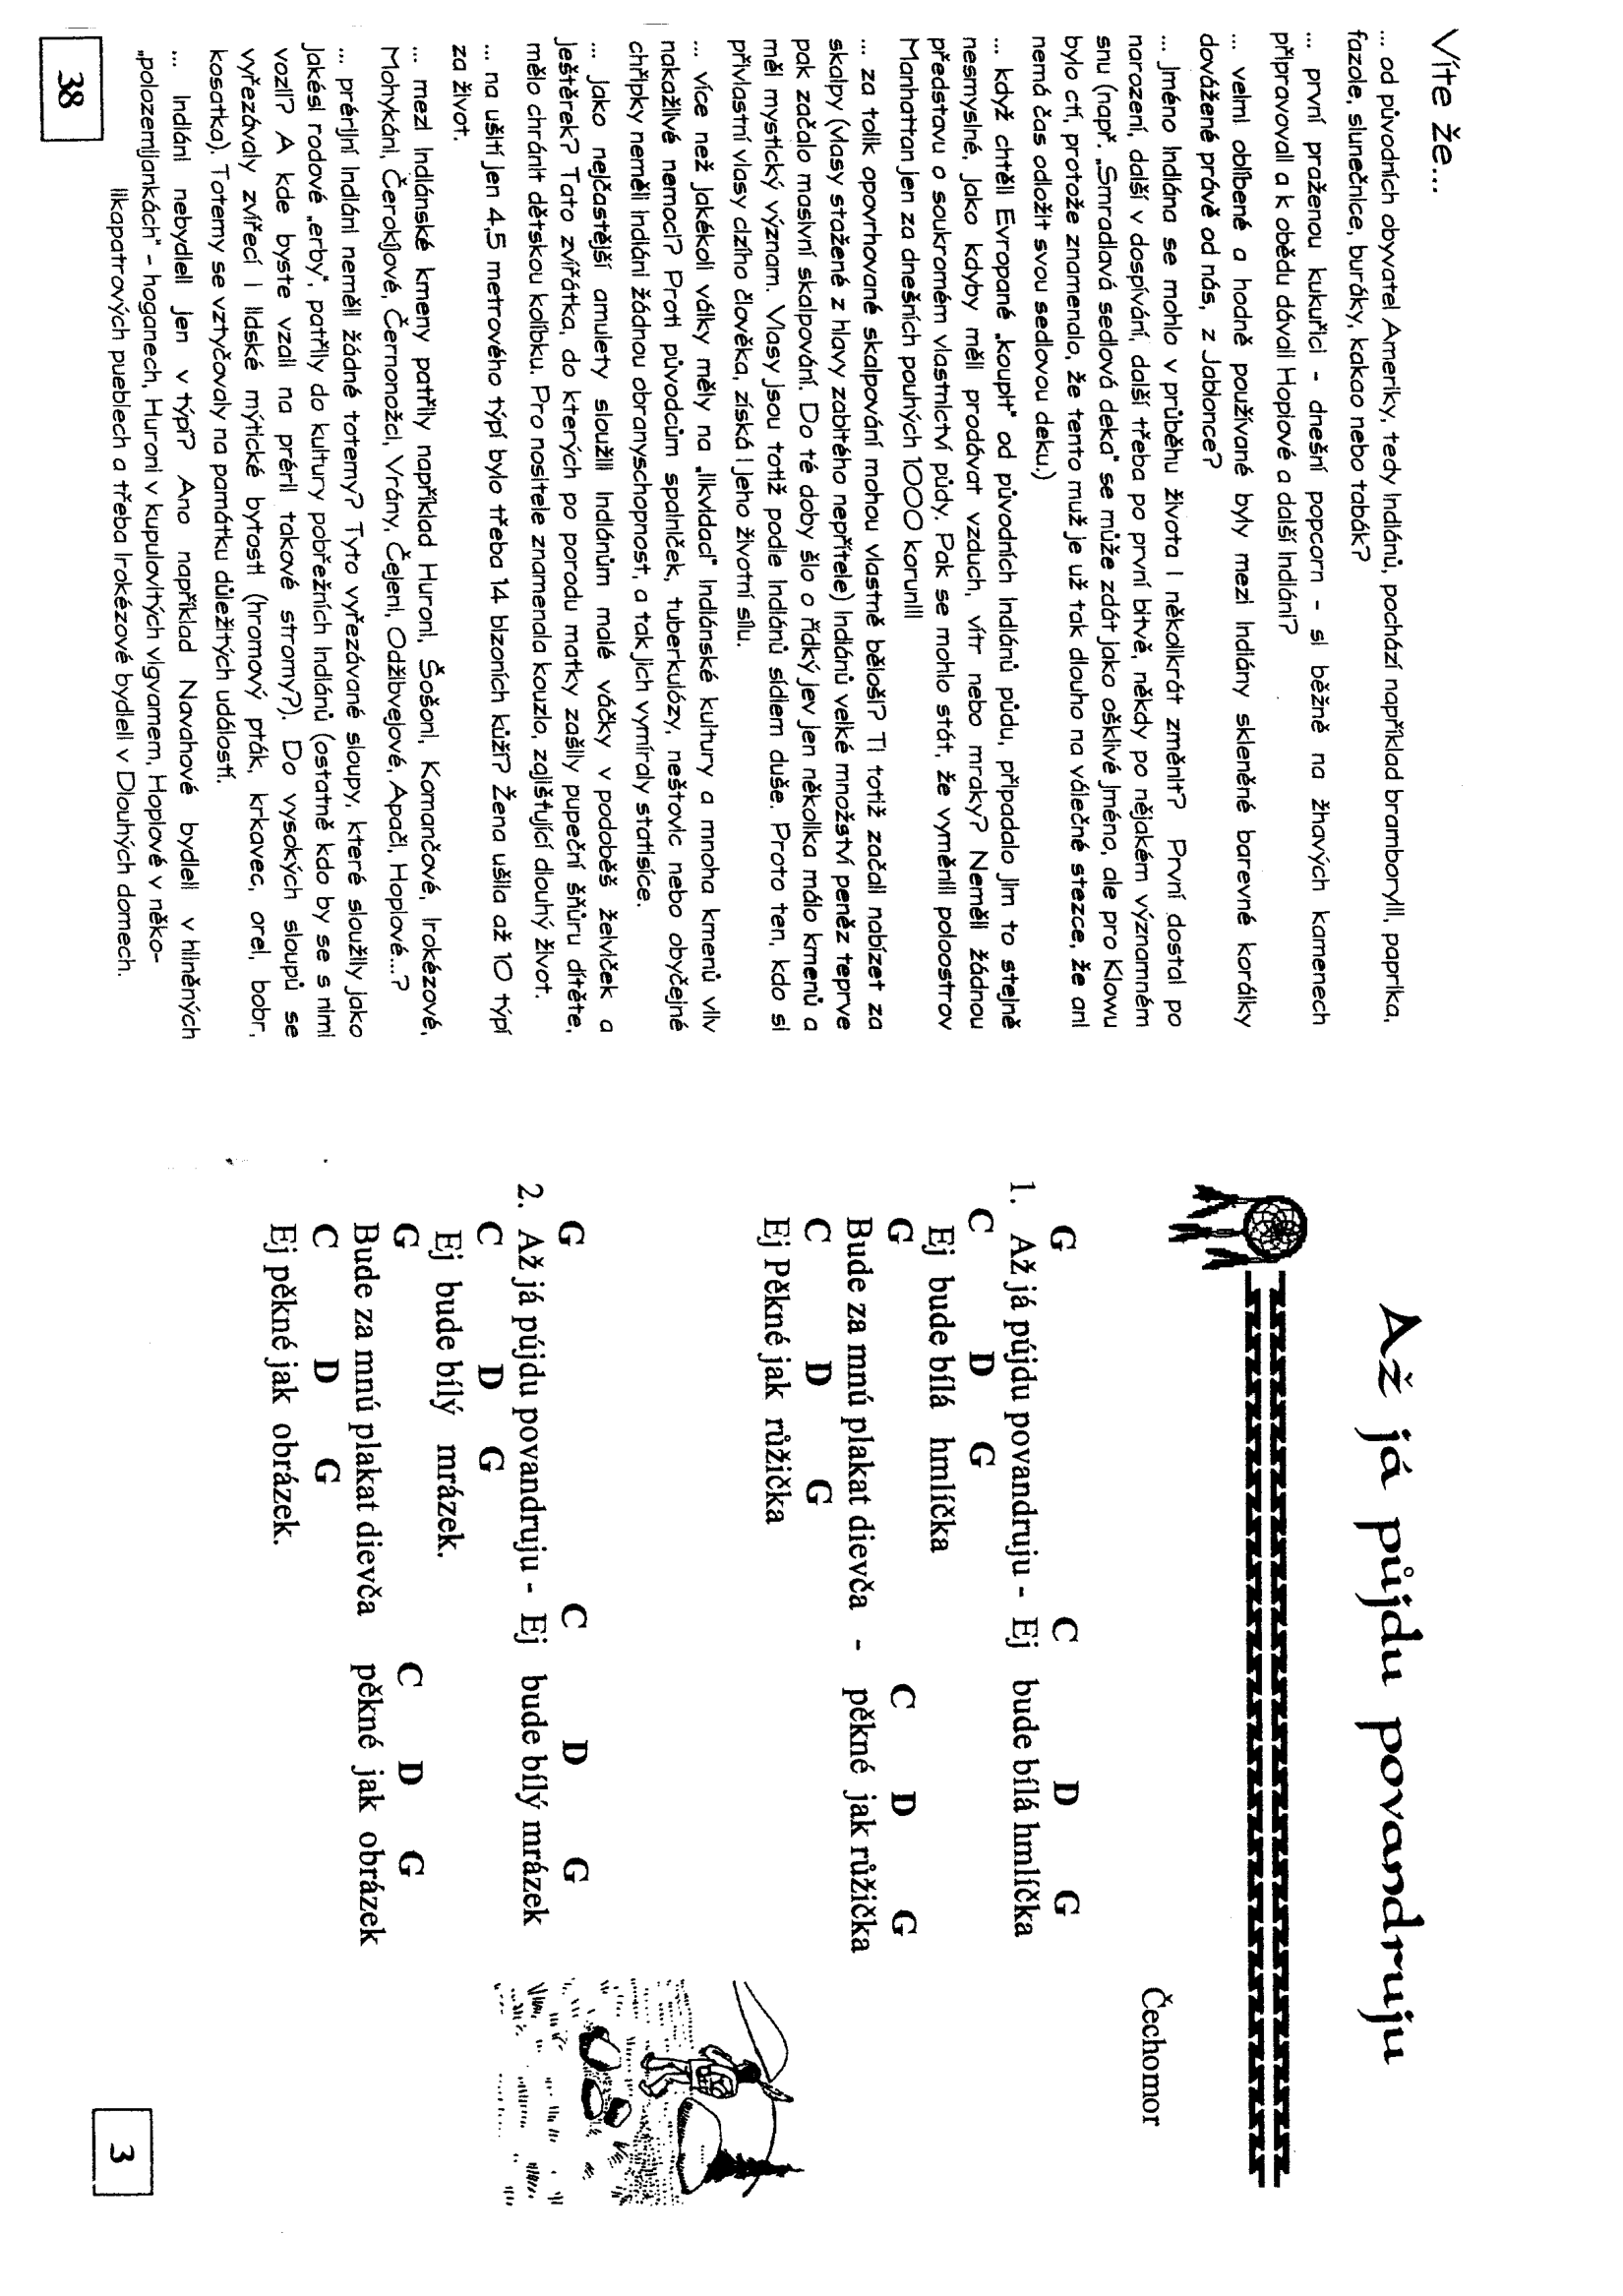 Víte že...
... od původních obyvatel Ameriky, tedy Indiánů, pochází například bramboryIII, paprika,
fazole, slunečnice, buráky, kakao nebo tabák?
... první praženou kukuřici - dnešní popcorn - si běžně na žhavých kamenech
připravovali a k obědu dávali Hopiové a další Indiáni?
... velmi oblíbené a hodně používané byly mezi Indiány skleněné barevné korálky
dovážené právě od nás, z Jablonce?
... jméno Indiána se mohlo v průběhu života i několikrát změnit? První dostal po
narození, další v dospívání, další třeba po první bitvě, někdy po nějakém významném
snu (např. „Smradlavá sedlová deka" se může zdát jako ošklivé jméno, ale pro Kiowu
bylo ctí, protože znamenalo, že tento muž je už tak dlouho na válečné stezce, že ani
nemá čas odložit svou sedlovou deku.)
... když chtěli Evropané „koupit" od původních Indiánů půdu, připadalo jim to stejně
nesmyslné, jako kdyby měli prodávat vzduch, vítr nebo mraky? Neměli žádnou
představu o soukromém vlastnictví půdy. Pak se mohlo stát, že vyměnili poloostrov
Manhattan jen za dnešních pouhých 1000 korun!!!
... za tolik opovrhované skalpování mohou vlastně běloši? Ti totiž začali nabízet za
skalpy (vlasy stažené z hlavy zabitého nepřítele) Indiánů velké množství peněz teprve
pak začalo masivní skalpování. Do té doby šlo o řídký jev jen několika málo kmenů a
měl mystický význam. Vlasy jsou totiž podle Indiánů sídlem duše. Proto ten, kdo si
přivlastní vlasy cizího člověka, získá i jeho životní sílu.
... více než jakékoli války měly na „likvidaci" indiánské kultury a mnoha kmenů vliv
nakažlivé nemoci? Proti původcům spalniček, tuberkulózy, neštovic nebo obyčejné
chřipky neměli Indiáni žádnou obranyschopnost, a tak jich vymíraly statisíce.
... jako nejčastější amulety sloužili Indiánům malé váčky v podoběš želviček a
ještěrek? Tato zvířátka, do kterých po porodu matky zašily pupeční šňůru dítěte,
mělo chránit dětskou kolíbku. Pro nositele znamenala kouzlo, zajištující dlouhý život.
... na ušití jen 4,5 metrového týpí bylo třeba 14 bizoních kůží? Žena ušila až 10 týpí
za život.
... mezi indiánské kmeny patřily například Huroni, Šošoni, Komančové, Irokézové,
Mohykáni, Čerokíjové, Černonožci, Vrány, Čejeni, Odžibvejové, Apači, Hopiové...?
... prérijní Indiáni neměli žádné totemy? Tyto vyřezávané sloupy, které sloužily jako
jakési rodové „erby", patřily do kultury pobřežních Indiánů (ostatně kdo by se s nimi
vozil? A kde byste vzali na prérii takové stromy?). Do vysokých sloupů se
vyřezávaly zvířecí i lidské mýtické bytosti (hromový pták, krkavec, orel, bobr,
kosatka). Totemy se vztyčovaly na památku důležitých událostí.
... Indiáni nebydleli jen v týpí? Ano například Navahové bydleli v hliněných
„polozemljankách" – hoganech, Huroni v kupulovitých vigvamem, Hopiové v něko-
likapatrových pueblech a třeba Irokézové bydleli v Dlouhých domech.
38
Až já půjdu povandruju
Čechomor
G C D G
1. Až já pújdu povandruju - Ej bude bílá hmlíčka
C D G
Ej bude bílá hmlíčka
G C D G
Bude za mnú plakat dievča - pěkné jak růžička
C D G
Ej Pěkné jak růžička
G C D G
2. Až já pújdu povandruju - Ej bude bílý mrázek
C D G
Ej bude bílý mrázek.
G C D G
Bude za mnú plakat dievča pěkné jak obrázek
C D G
Ej pěkné jak obrázek.
3